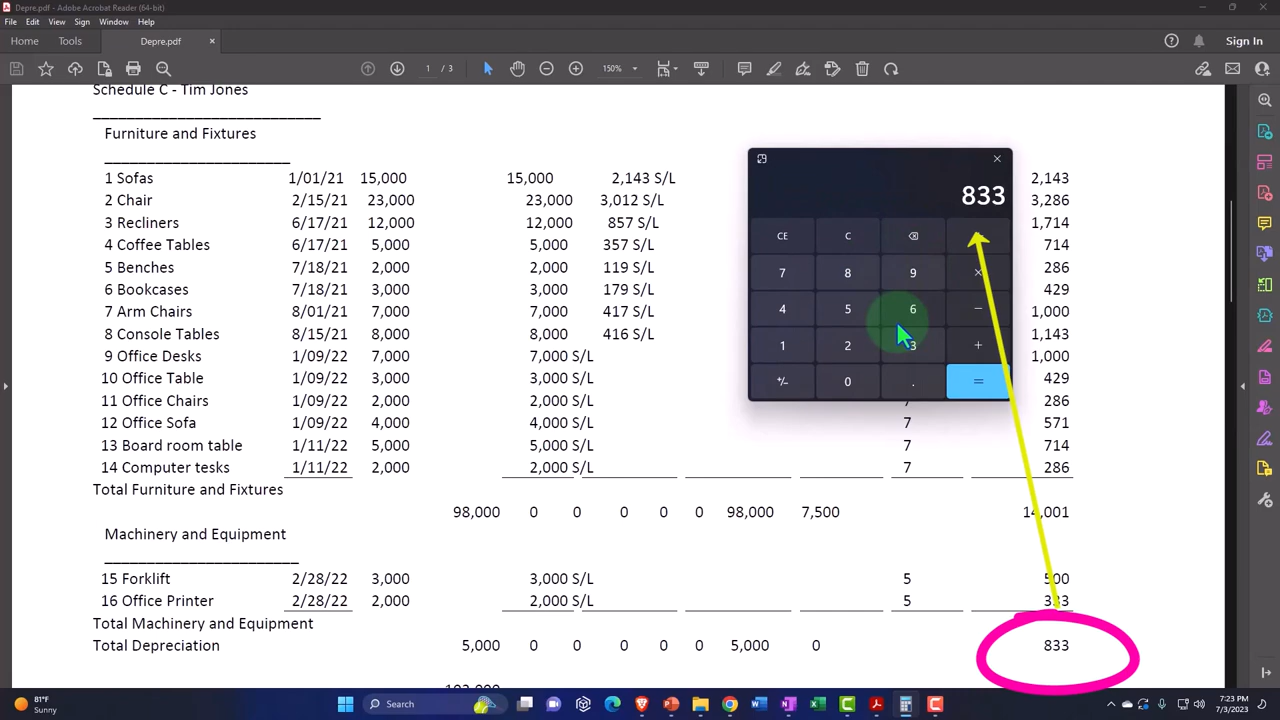 Depre.pdf - Adobe Acrobat Reader (64-bit)
File Edit View Sign Window Help
Home Tools Depre.pdf × Sign In
1 / 3 150%
Schedule C - Tim Jones
Furniture and Fixtures
1 Sofas 1/01/21 15,000 15,000 2,143 S/L 2,143
2 Chair 2/15/21 23,000 23,000 3,012 S/L 3,286
3 Recliners 6/17/21 12,000 12,000 857 S/L 1,714
4 Coffee Tables 6/17/21 5,000 5,000 357 S/L 714
5 Benches 7/18/21 2,000 2,000 119 S/L 286
6 Bookcases 7/18/21 3,000 3,000 179 S/L 429
7 Arm Chairs 8/01/21 7,000 7,000 417 S/L 1,000
8 Console Tables 8/15/21 8,000 8,000 416 S/L 1,143
9 Office Desks 1/09/22 7,000 7,000 S/L 1,000
10 Office Table 1/09/22 3,000 3,000 S/L 429
11 Office Chairs 1/09/22 2,000 2,000 S/L 7 286
12 Office Sofa 1/09/22 4,000 4,000 S/L 7 571
13 Board room table 1/11/22 5,000 5,000 S/L 7 714
14 Computer tesks 1/11/22 2,000 2,000 S/L 7 286
Total Furniture and Fixtures
98,000 0 0 0 0 0 98,000 7,500 14,001
Machinery and Equipment
15 Forklift 2/28/22 3,000 3,000 S/L 5 500
16 Office Printer 2/28/22 2,000 2,000 S/L 5 333
Total Machinery and Equipment
Total Depreciation 5,000 0 0 0 0 0 5,000 0 833
833
CE C
7 8 9 ×
4 5 6 −
1 2 3 +
+/− 0 . =
81°F
Sunny
Search
7:23 PM
7/3/2023